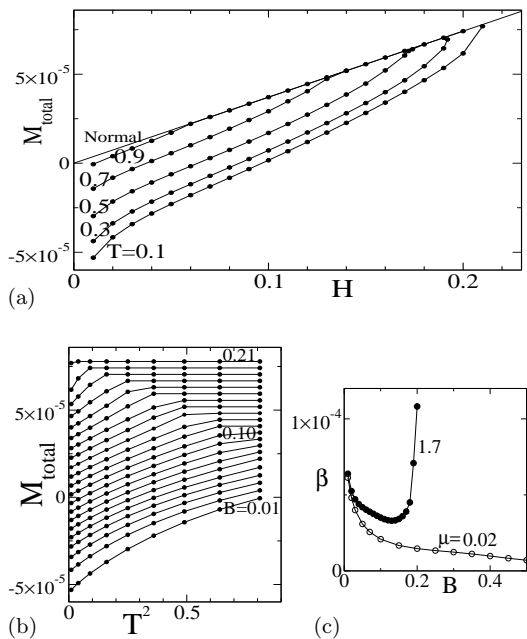 M_total
5×10⁻⁵
0
-5×10⁻⁵
Normal
0.9
0.7
0.5
0.3
T=0.1
0
0.1
0.2
H
(a)
M_total
5×10⁻⁵
0
-5×10⁻⁵
0.21
0.10
B=0.01
0
0.5
T²
(b)
β
1×10⁻⁴
0
1.7
μ=0.02
0
0.2
0.4
B
(c)